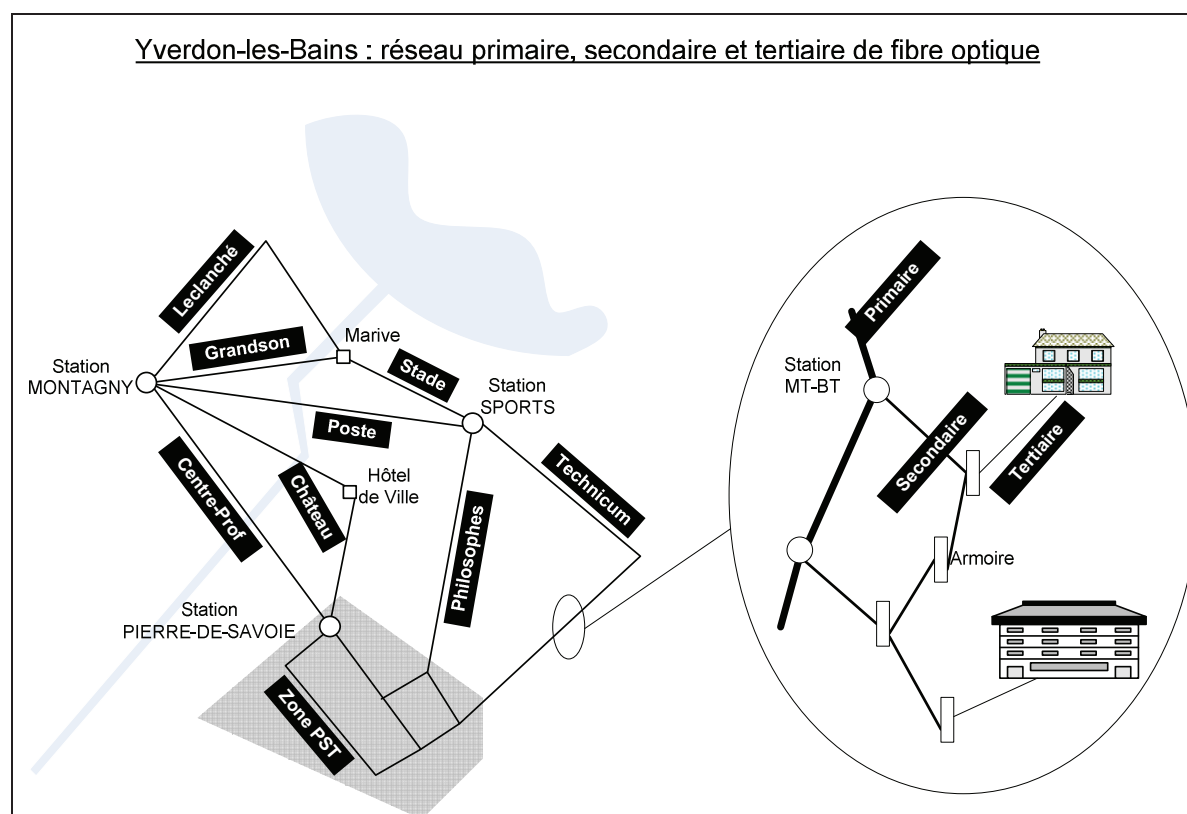 Yverdon-les-Bains : réseau primaire, secondaire et tertiaire de fibre optique
Leclanché
Grandson
Marive
Station
MONTAGNY
Stade
Station
SPORTS
Poste
Technicum
Centre-Prof
Château
Hôtel
de Ville
Philosophes
Station
PIERRE-DE-SAVOIE
Zone PST
Primaire
Station
MT-BT
Secondaire
Tertiaire
Armoire